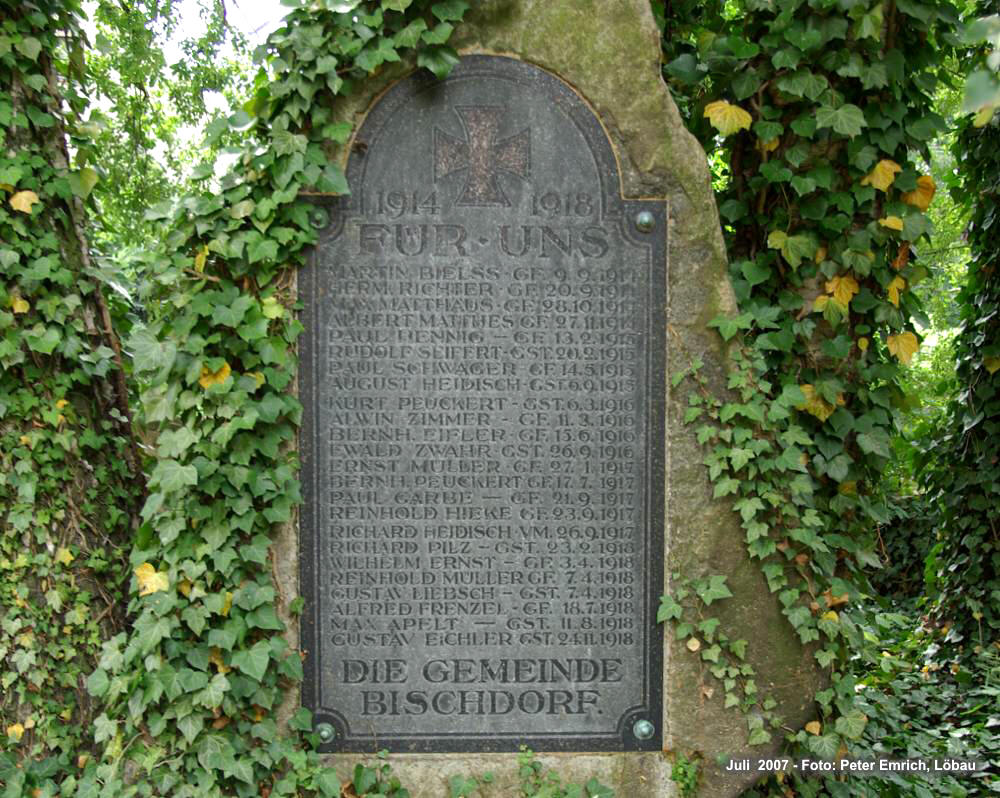 1914 1918
FÜR · UNS
MARTIN BIELSS · GF. 9. 9. 1914
HERM. RICHTER · GF. 20. 9. 1914
MAX MATTHÄUS · GF. 28.10. 1914
ALBERT MATTHES GF. 27.11.1914
PAUL HENNIG — GF. 13. 2. 1915
RUDOLF SEIFERT · GST. 20.2. 1915
PAUL SCHWAGER · GF. 14.5. 1915
AUGUST HEIDISCH · GST. 6.9. 1915
KURT PEUCKERT - GST. 6.3. 1916
ALWIN ZIMMER - GF. 11. 3. 1916
BERNH. EIFLER · GF. 15. 6. 1916
EWALD ZWAHR · GST. 26. 9. 1916
ERNST MÜLLER · GF. 27. 1. 1917
BERNH. PEUCKERT GF. 17. 7. 1917
PAUL GARBE — GF. 21. 9. 1917
REINHOLD HIEKE · GF. 23. 9. 1917
RICHARD HEIDISCH · VM. 26.9.1917
RICHARD PILZ - GST. 23. 2. 1918
WILHELM ERNST — GF. 3. 4. 1918
REINHOLD MÜLLER GF. 7. 4. 1918
GUSTAV LIEBSCH - GST. 7.4. 1918
ALFRED FRENZEL · GF. 18.7. 1918
MAX APELT — GST. 11. 8. 1918
GUSTAV EICHLER GST. 24.11. 1918
DIE GEMEINDE
BISCHDORF.
Juli 2007 - Foto: Peter Emrich, Löbau